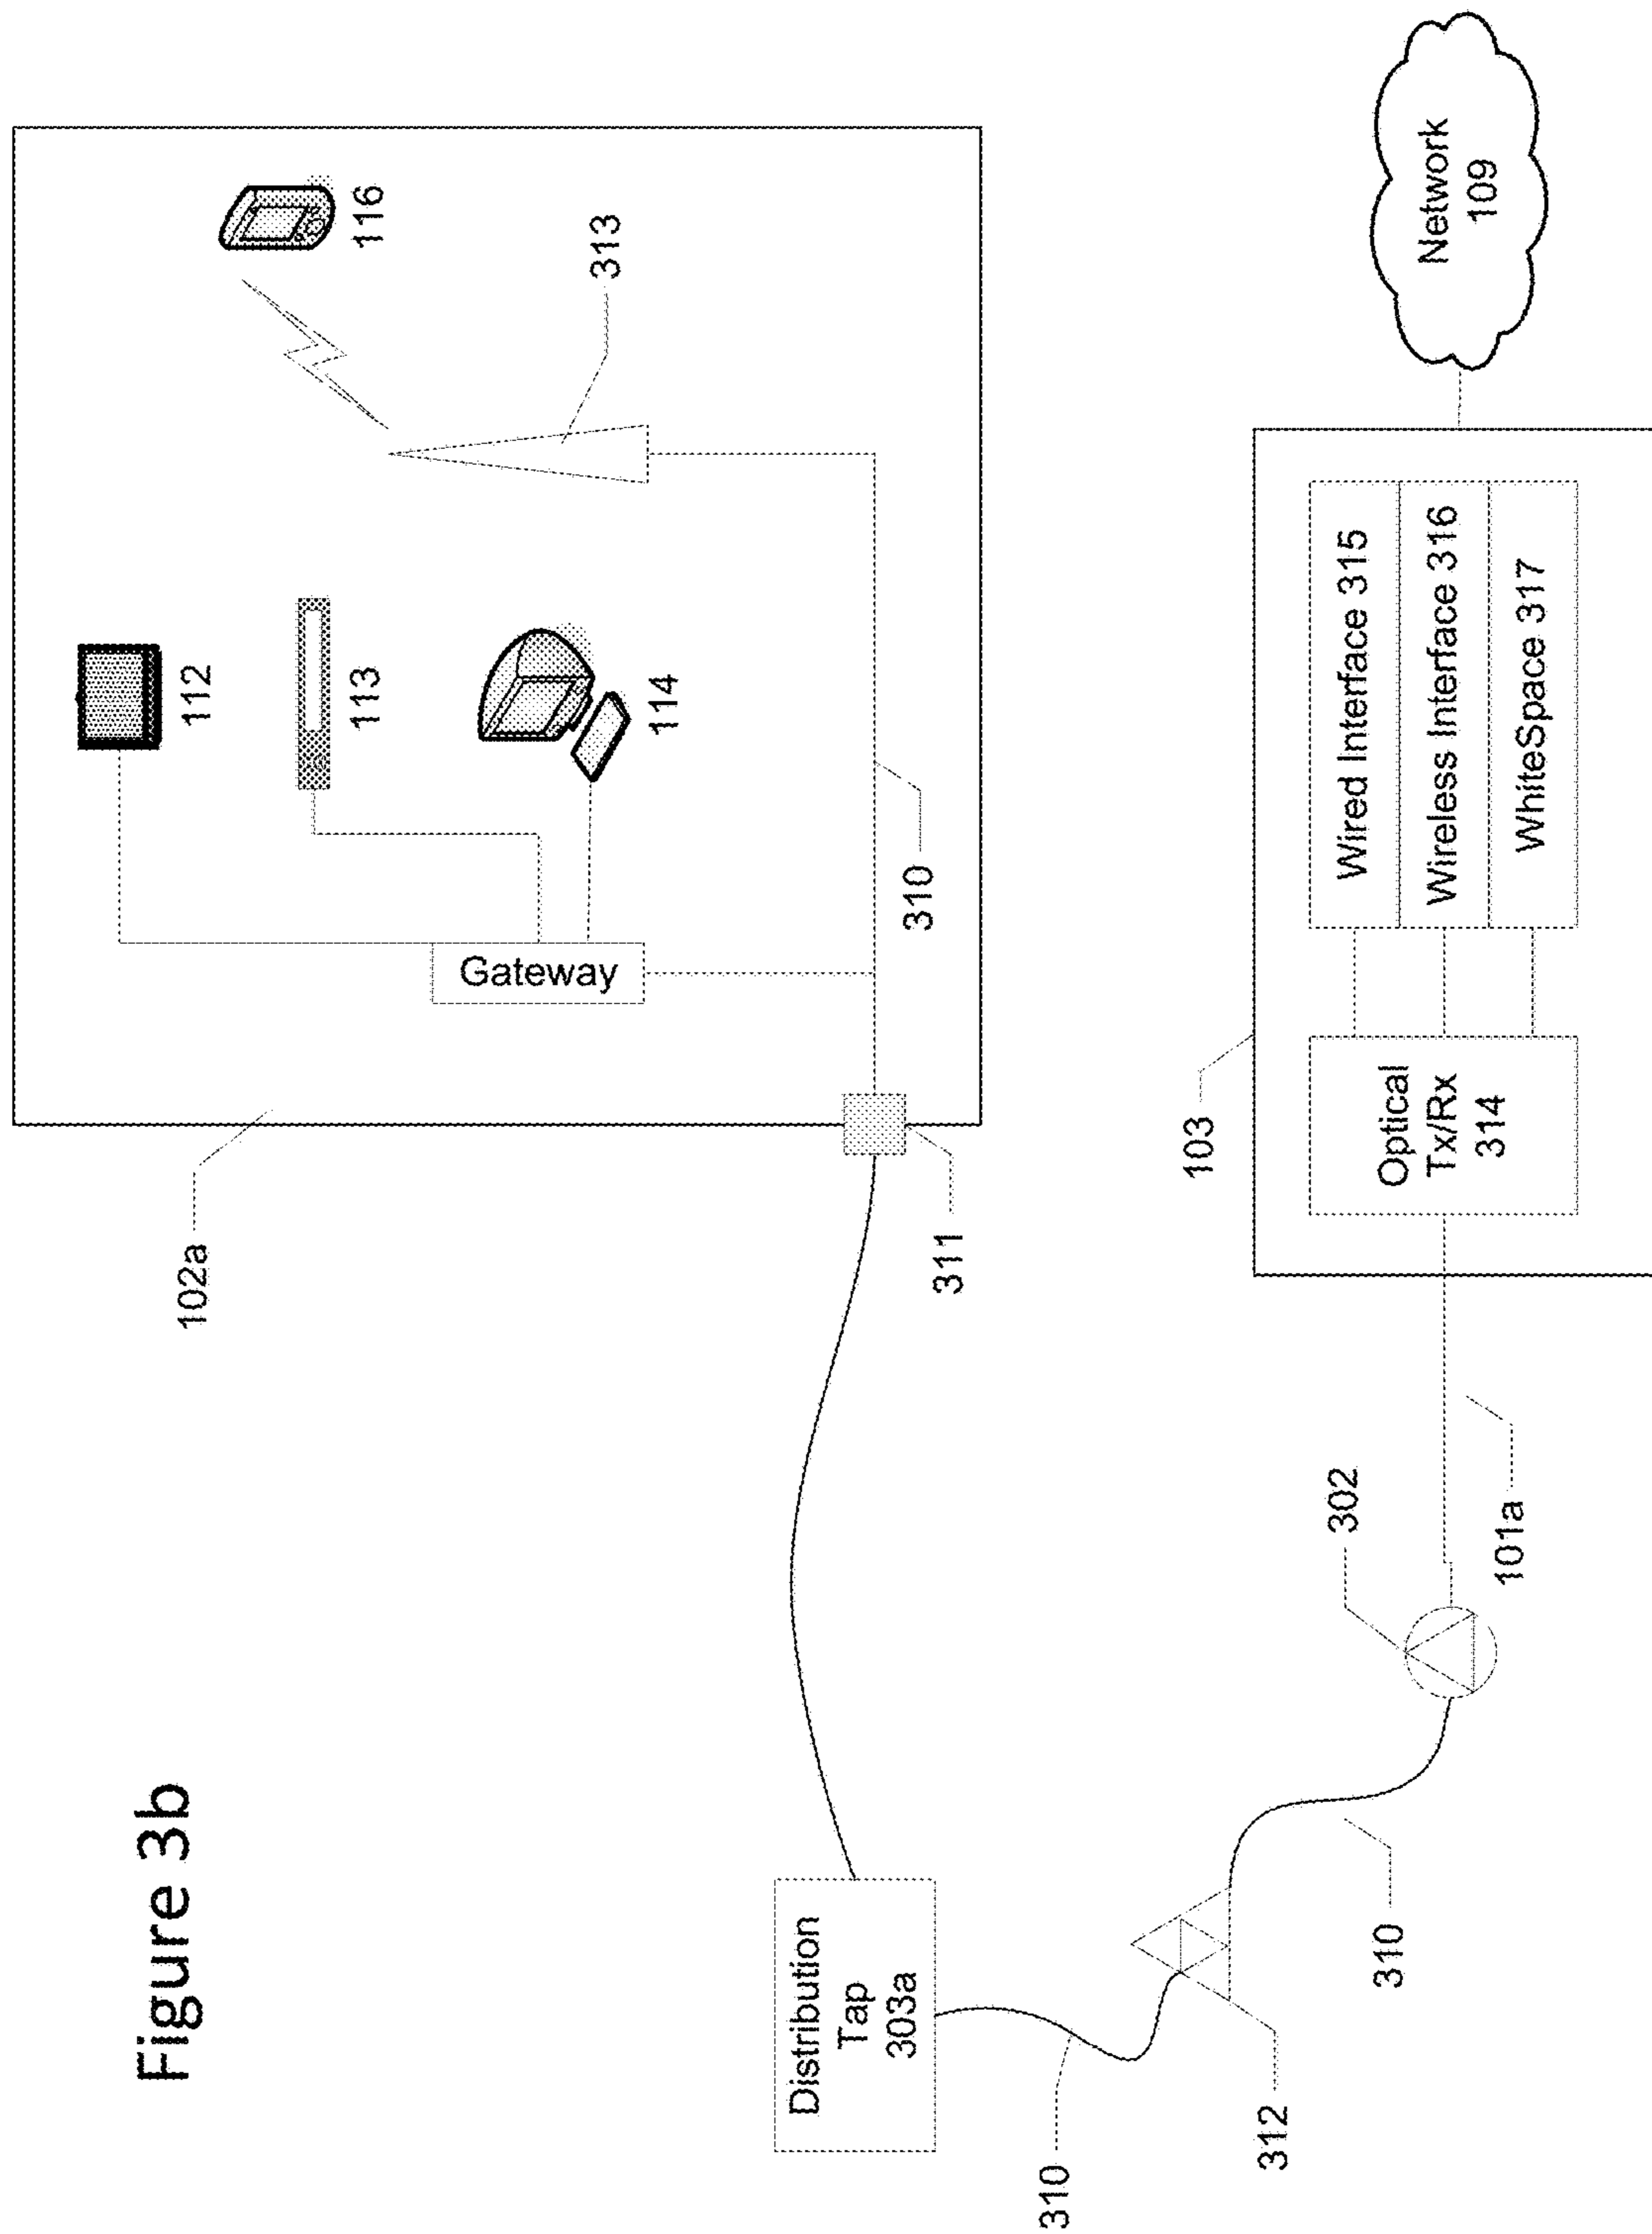 Figure 3b
112
113
114
116
313
Gateway
310
102a
311
Distribution
Tap
303a
310
312
310
302
101a
103
Optical
Tx/Rx
314
Wired Interface 315
Wireless Interface 316
WhiteSpace 317
Network
109